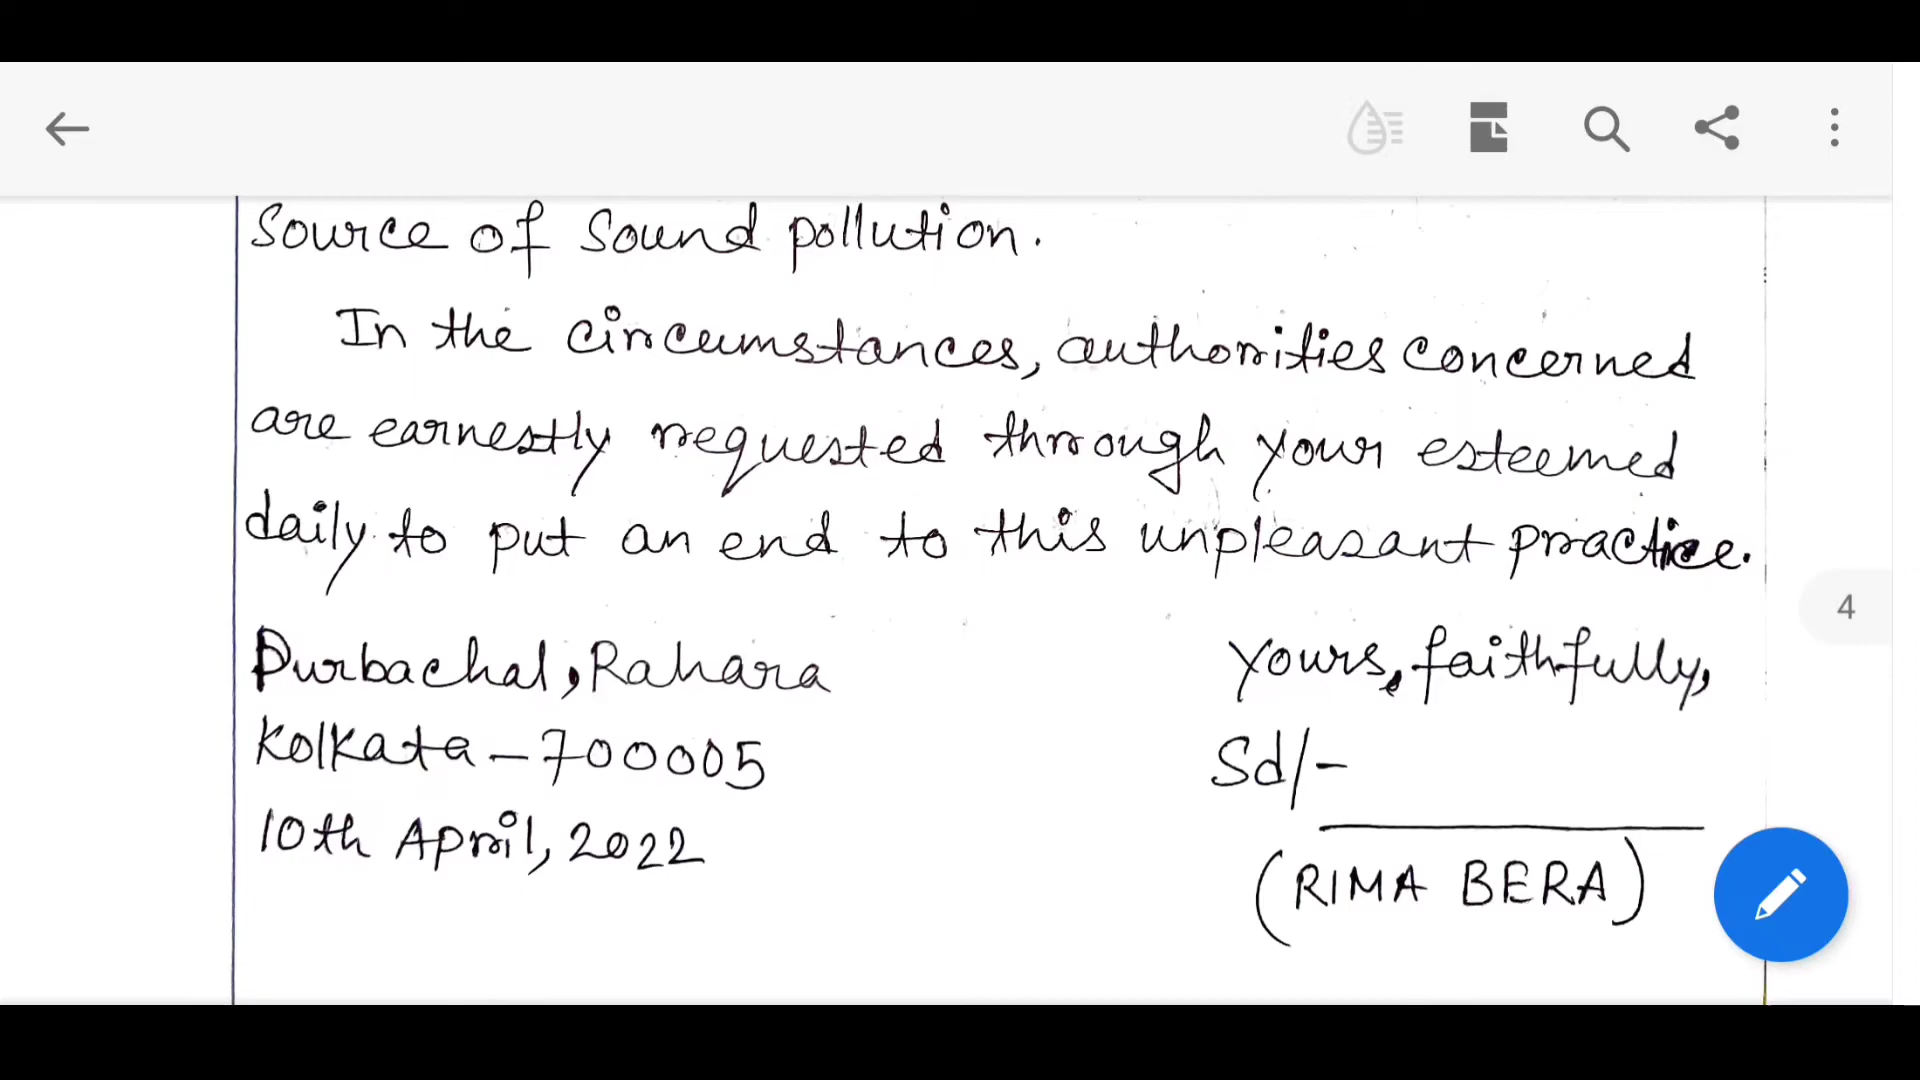 source of sound pollution.
In the circumstances, authorities concerned
are earnestly requested through your esteemed
daily to put an end to this unpleasant practice.
Purbachal, Rahara
Kolkata - 700005
10th April, 2022
Yours, faithfully,
Sd/-
(RIMA BERA)
4